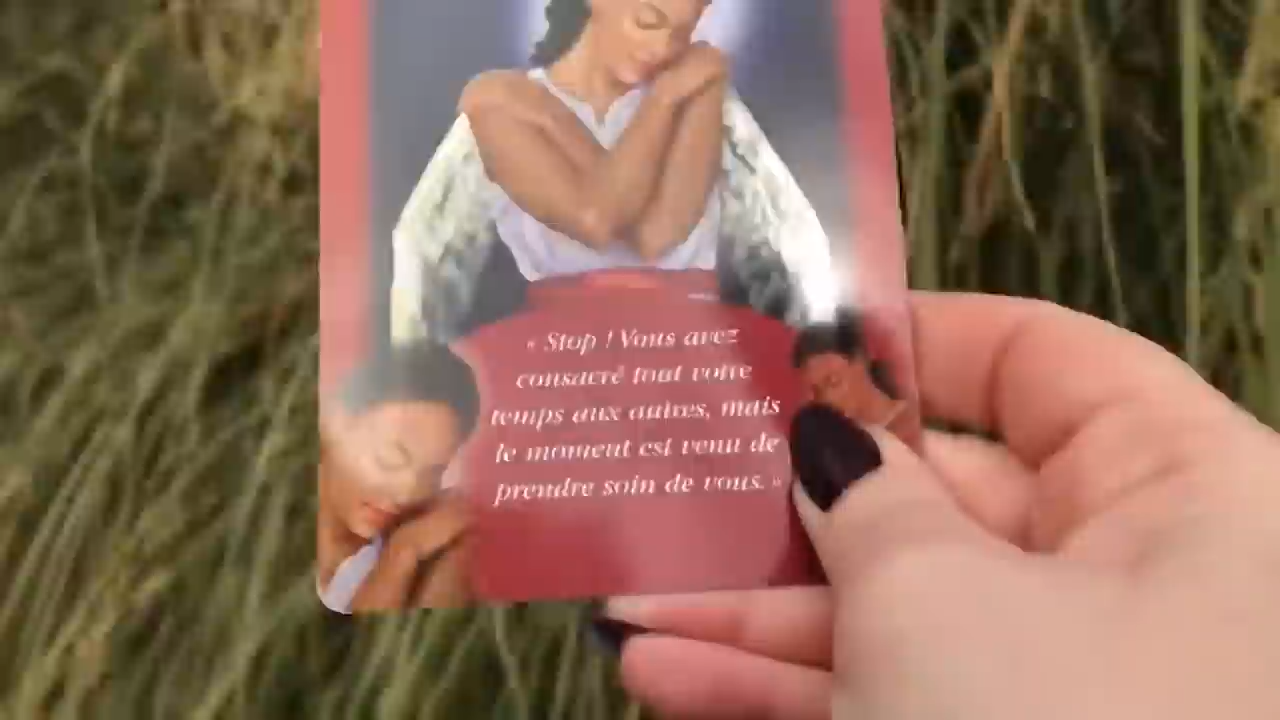 « Stop ! Vous avez
consacré tout votre
temps aux autres, mais
le moment est venu de
prendre soin de vous. »